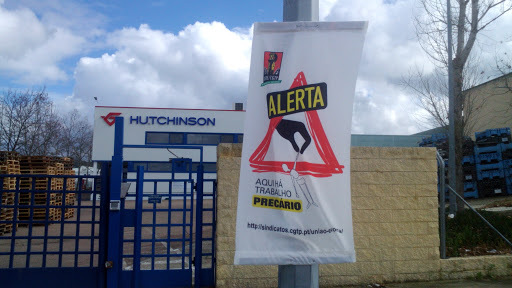 HUTCHINSON
ALERTA
AQUI HÁ
TRABALHO
PRECÁRIO